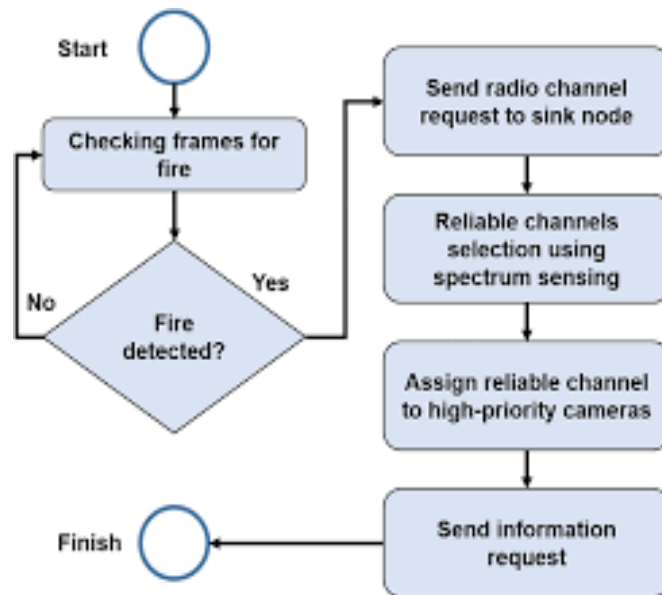 Start
Checking frames for
fire
No
Yes
Fire
detected?
Send radio channel
request to sink node
Reliable channels
selection using
spectrum sensing
Assign reliable channel
to high-priority cameras
Send information
request
Finish